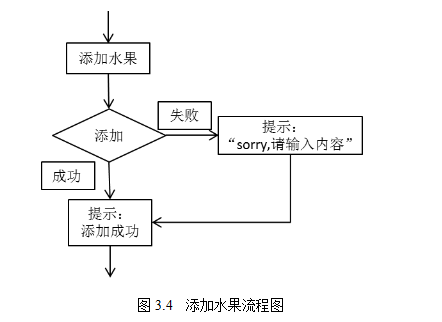 添加水果
添加
失败
提示：
“sorry,请输入内容”
成功
提示：
添加成功
图 3.4 添加水果流程图